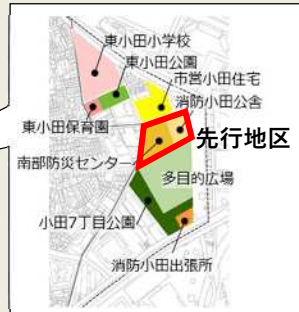 東小田小学校
東小田公園
市営小田住宅
消防小田公舎
東小田保育園
先行地区
南部防災センター
多目的広場
小田7丁目公園
消防小田出張所